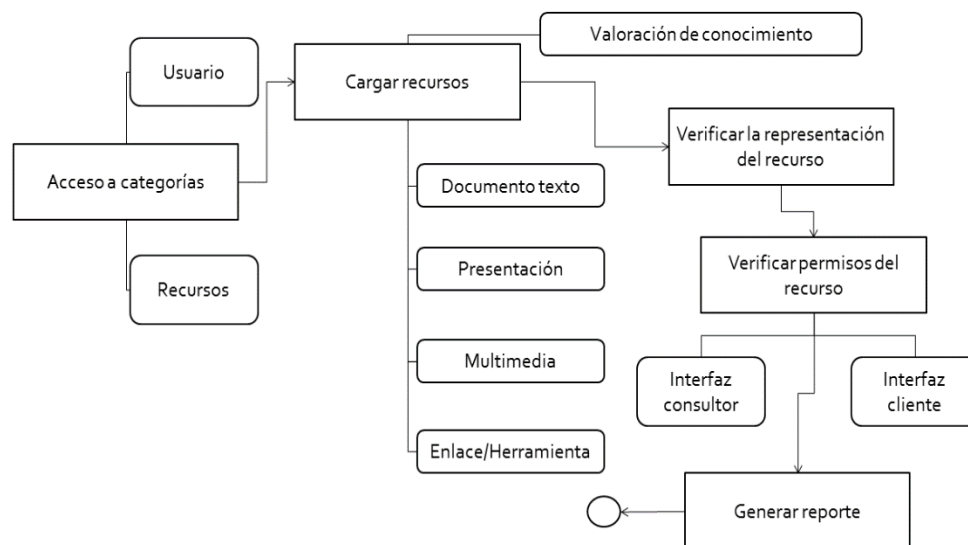 Valoración de conocimiento
Usuario
Cargar recursos
Verificar la representación
del recurso
Acceso a categorías
Documento texto
Recursos
Presentación
Verificar permisos del
recurso
Multimedia
Interfaz
consultor
Interfaz
cliente
Enlace/Herramienta
Generar reporte